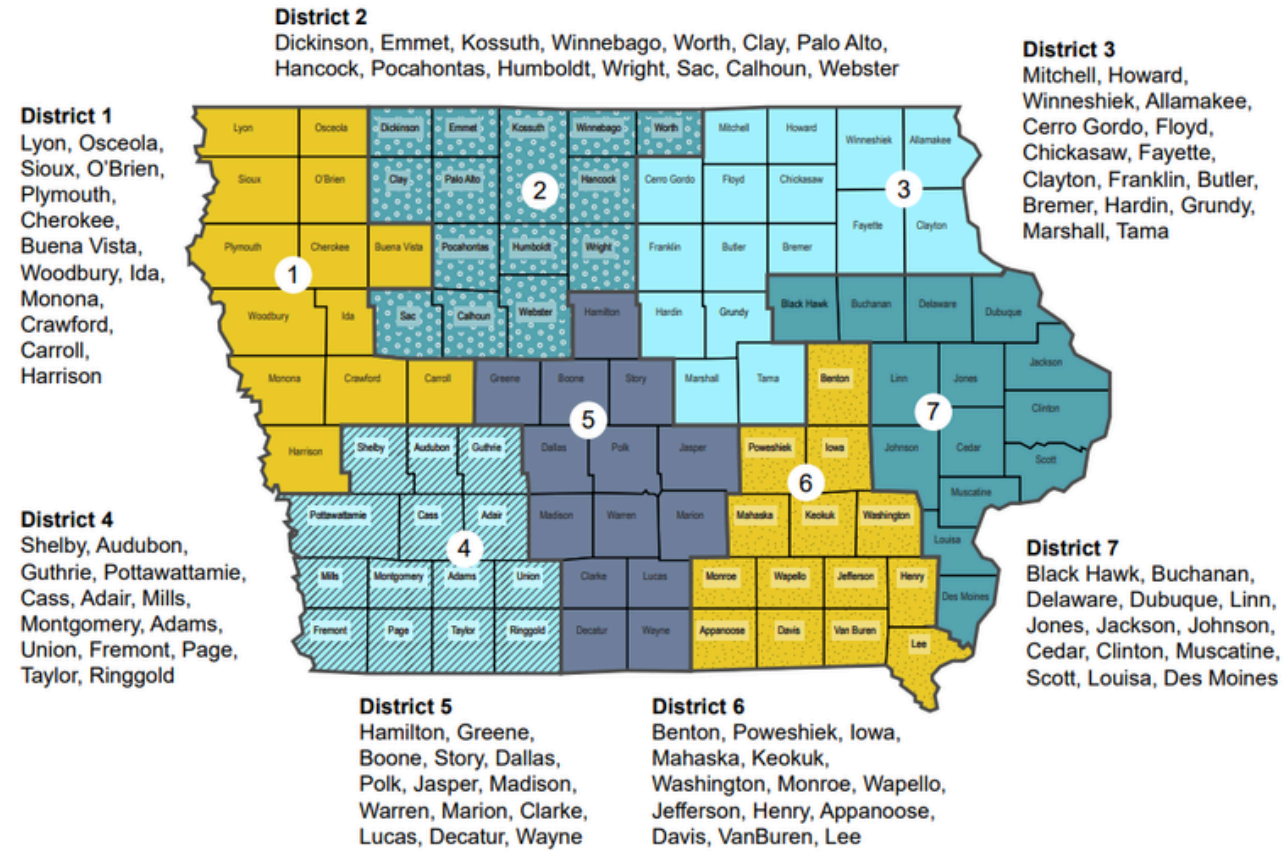 District 2
Dickinson, Emmet, Kossuth, Winnebago, Worth, Clay, Palo Alto,
Hancock, Pocahontas, Humboldt, Wright, Sac, Calhoun, Webster
District 3
Mitchell, Howard,
Winneshiek, Allamakee,
Cerro Gordo, Floyd,
Chickasaw, Fayette,
Clayton, Franklin, Butler,
Bremer, Hardin, Grundy,
Marshall, Tama
District 1
Lyon, Osceola,
Sioux, O'Brien,
Plymouth,
Cherokee,
Buena Vista,
Woodbury, Ida,
Monona,
Crawford,
Carroll,
Harrison
Lyon Osceola Dickinson Emmet Kossuth Winnebago Worth Mitchell Howard Winneshiek Allamakee
Sioux O'Brien Clay Palo Alto 2 Hancock Cerro Gordo Floyd Chickasaw 3
Fayette Clayton
Plymouth Cherokee Buena Vista Pocahontas Humboldt Wright Franklin Butler Bremer
1
Woodbury Ida Sac Calhoun Webster Hamilton Hardin Grundy Black Hawk Buchanan Delaware Dubuque
Monona Crawford Carroll Greene Boone Story Marshall Tama Benton Linn Jones Jackson
5 7 Clinton
Harrison Shelby Audubon Guthrie Dallas Polk Jasper Poweshiek Iowa Johnson Cedar Scott
6 Muscatine
Pottawattamie Cass Adair Madison Warren Marion Mahaska Keokuk Washington Louisa
4
Mills Montgomery Adams Union Clarke Lucas Monroe Wapello Jefferson Henry Des Moines
Fremont Page Taylor Ringgold Decatur Wayne Appanoose Davis Van Buren Lee
District 4
Shelby, Audubon,
Guthrie, Pottawattamie,
Cass, Adair, Mills,
Montgomery, Adams,
Union, Fremont, Page,
Taylor, Ringgold
District 7
Black Hawk, Buchanan,
Delaware, Dubuque, Linn,
Jones, Jackson, Johnson,
Cedar, Clinton, Muscatine,
Scott, Louisa, Des Moines
District 5
Hamilton, Greene,
Boone, Story, Dallas,
Polk, Jasper, Madison,
Warren, Marion, Clarke,
Lucas, Decatur, Wayne
District 6
Benton, Poweshiek, Iowa,
Mahaska, Keokuk,
Washington, Monroe, Wapello,
Jefferson, Henry, Appanoose,
Davis, VanBuren, Lee